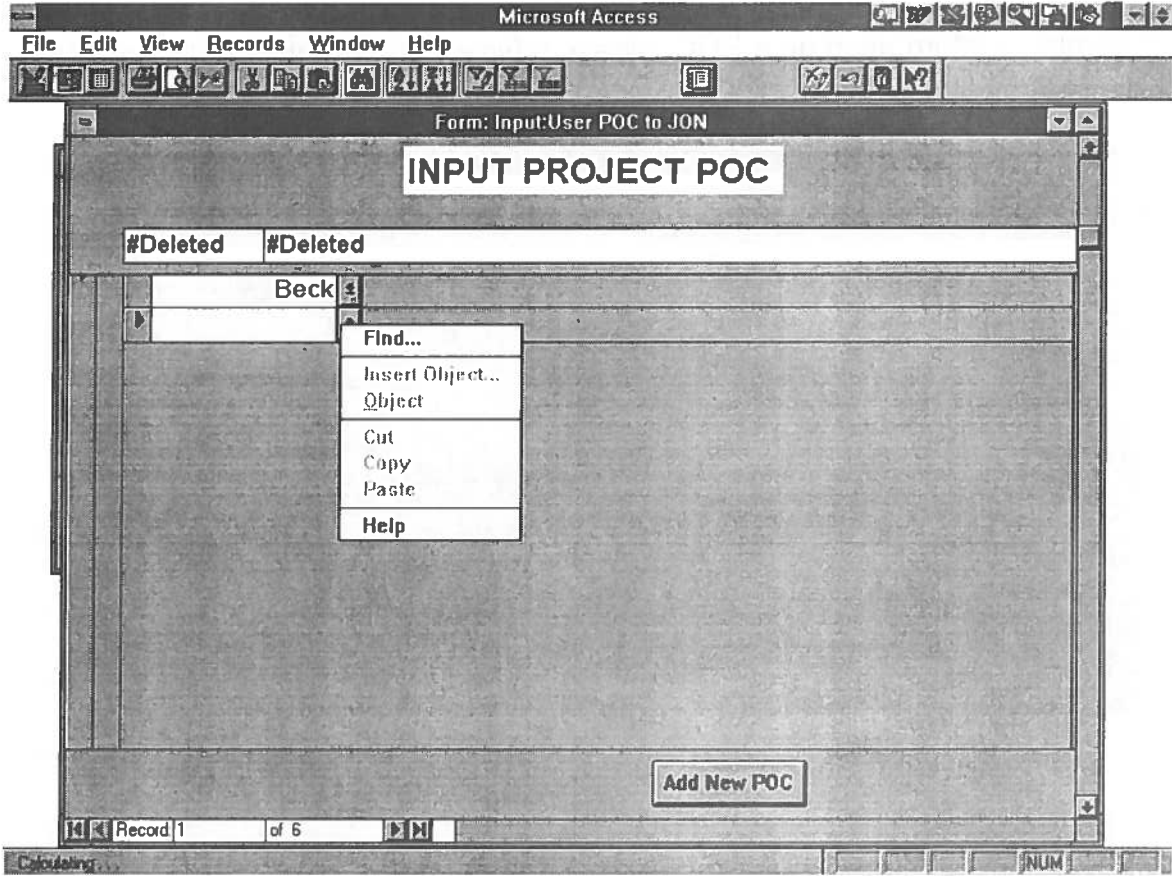 Microsoft Access
File Edit View Records Window Help
Form: Input:User POC to JON
INPUT PROJECT POC
#Deleted #Deleted
Beck
Find...
Insert Object...
Object
Cut
Copy
Paste
Help
Add New POC
Record 1 of 6
Calculating...
NUM